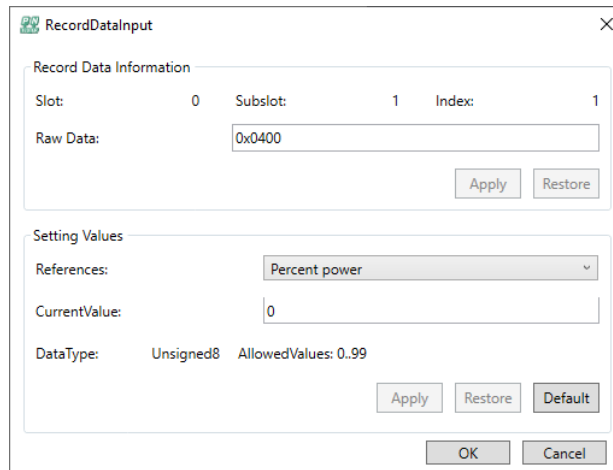 RecordDataInput
Record Data Information
Slot: 0 Subslot: 1 Index: 1
Raw Data: 0x0400
Apply Restore
Setting Values
References: Percent power
CurrentValue: 0
DataType: Unsigned8 AllowedValues: 0..99
Apply Restore Default
OK Cancel